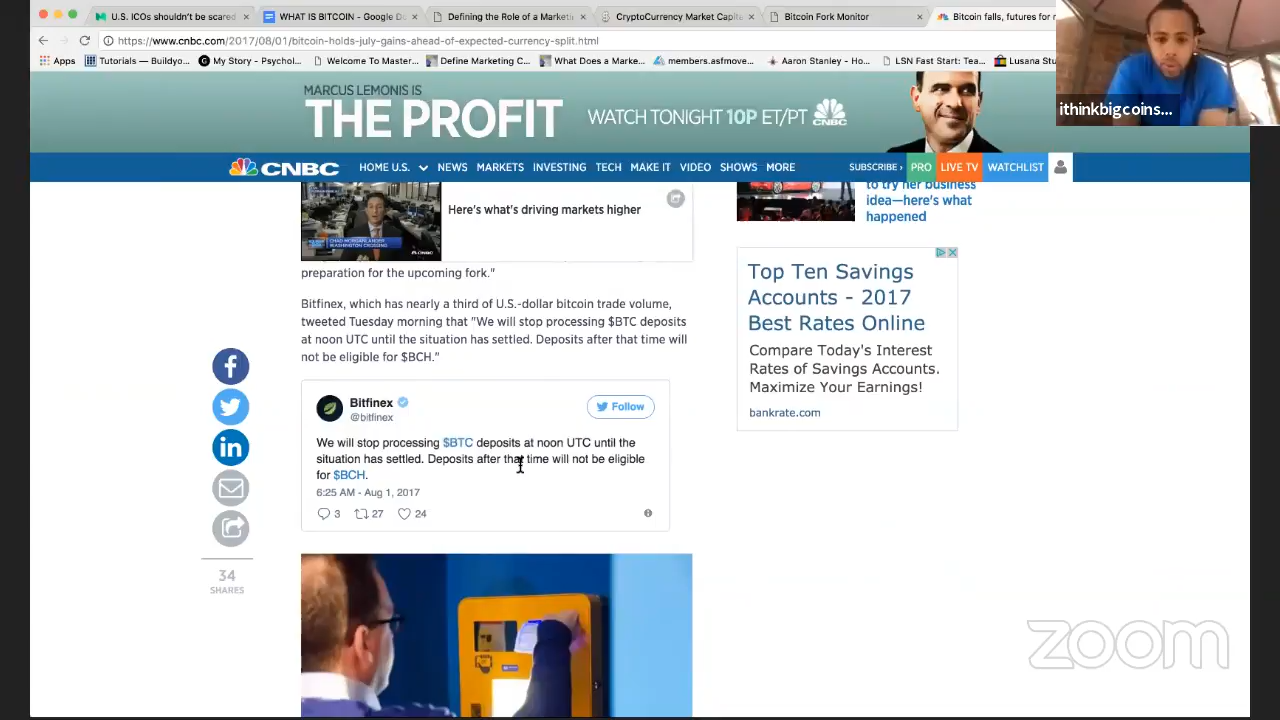 U.S. ICOs shouldn't be scared
WHAT IS BITCOIN - Google D
Defining the Role of a Market
CryptoCurrency Market Cap
Bitcoin Fork Monitor
Bitcoin falls, futures for
https://www.cnbc.com/2017/08/01/bitcoin-holds-july-gains-ahead-of-expected-currency-split.html
Apps
Tutorials — Buildyo...
My Story - Psychol...
Welcome To Master...
Define Marketing C...
What Does a Marke...
members.asfmove...
Aaron Stanley - Ho...
LSN Fast Start: Tea...
Lusana Stu
ithinkbigcoins...
MARCUS LEMONIS IS
THE PROFIT
WATCH TONIGHT 10P ET/PT
CNBC
CNBC
HOME U.S. NEWS MARKETS INVESTING TECH MAKE IT VIDEO SHOWS MORE
SUBSCRIBE › PRO LIVE TV WATCHLIST
CHAD MORGANLANDER
WASHINGTON CROSSING
Here's what's driving markets higher
to try her business
idea—here's what
happened
preparation for the upcoming fork."
Bitfinex, which has nearly a third of U.S.-dollar bitcoin trade volume,
tweeted Tuesday morning that "We will stop processing $BTC deposits
at noon UTC until the situation has settled. Deposits after that time will
not be eligible for $BCH."
Bitfinex
@bitfinex
Follow
We will stop processing $BTC deposits at noon UTC until the
situation has settled. Deposits after that time will not be eligible
for $BCH.
6:25 AM - Aug 1, 2017
3 27 24
34
SHARES
Top Ten Savings
Accounts - 2017
Best Rates Online
Compare Today's Interest
Rates of Savings Accounts.
Maximize Your Earnings!
bankrate.com
zoom